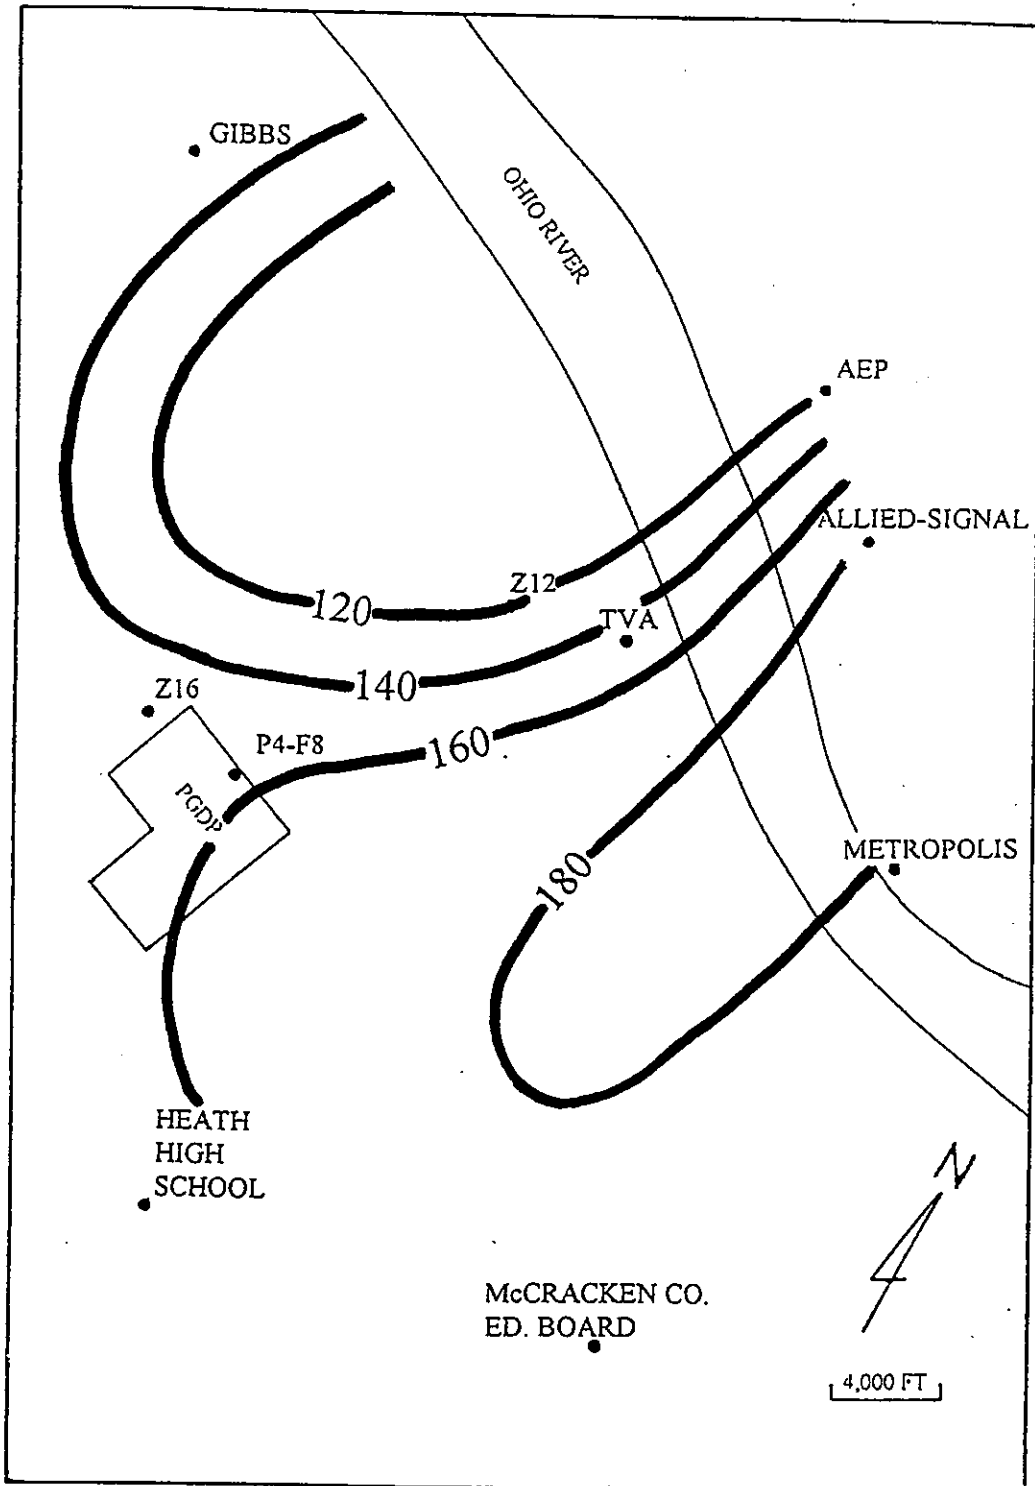 GIBBS
OHIO RIVER
AEP
ALLIED-SIGNAL
Z12
120
TVA
140
Z16
P4-F8
160
PGDP
METROPOLIS
180
HEATH
HIGH
SCHOOL
N
McCRACKEN CO.
ED. BOARD
4,000 FT